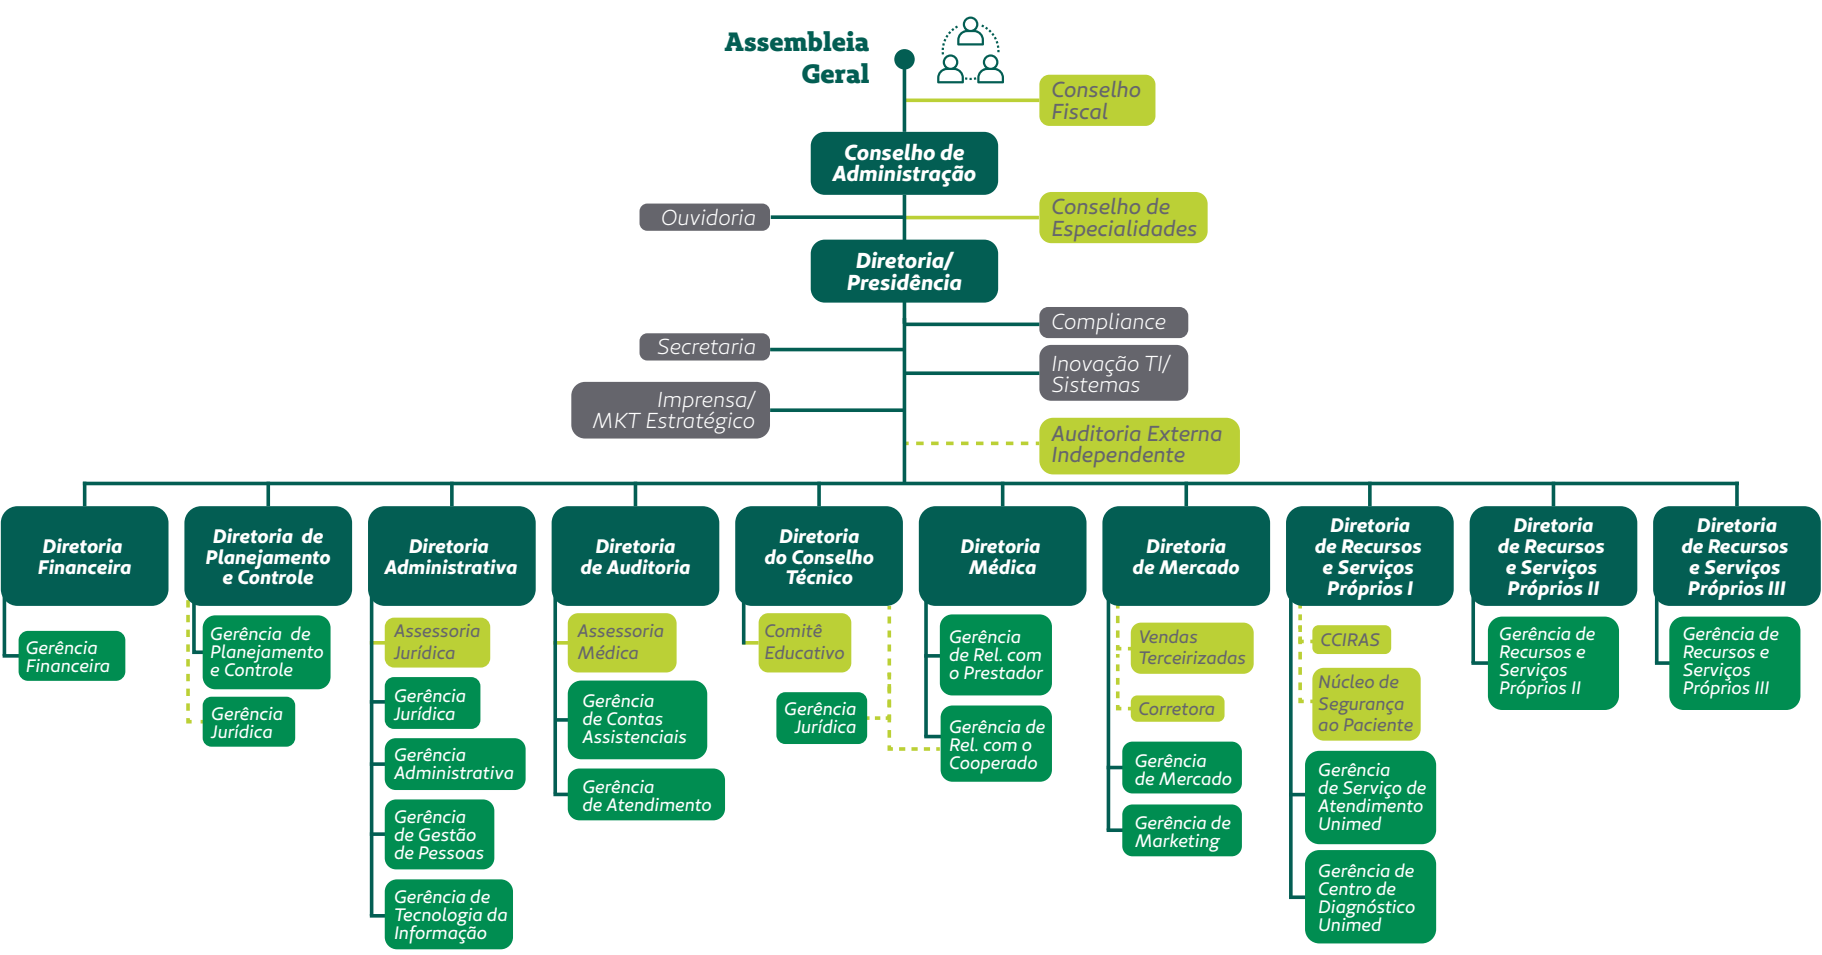 Assembleia
Geral
Conselho
Fiscal
Conselho de
Administração
Ouvidoria
Conselho de
Especialidades
Diretoria/
Presidência
Compliance
Secretaria
Inovação TI/
Sistemas
Imprensa/
MKT Estratégico
Auditoria Externa
Independente
Diretoria
Financeira
Gerência
Financeira
Diretoria de
Planejamento
e Controle
Gerência de
Planejamento
e Controle
Gerência
Jurídica
Diretoria
Administrativa
Assessoria
Jurídica
Gerência
Jurídica
Gerência
Administrativa
Gerência
de Gestão
de Pessoas
Gerência de
Tecnologia da
Informação
Diretoria
de Auditoria
Assessoria
Médica
Gerência
de Contas
Assistenciais
Gerência
de Atendimento
Diretoria
do Conselho
Técnico
Comitê
Educativo
Gerência
Jurídica
Diretoria
Médica
Gerência
de Rel. com
o Prestador
Gerência de
Rel. com o
Cooperado
Diretoria
de Mercado
Vendas
Terceirizadas
Corretora
Gerência
de Mercado
Gerência de
Marketing
Diretoria
de Recursos
e Serviços
Próprios I
CCIRAS
Núcleo de
Segurança
ao Paciente
Gerência
de Serviço de
Atendimento
Unimed
Gerência de
Centro de
Diagnóstico
Unimed
Diretoria
de Recursos
e Serviços
Próprios II
Gerência de
Recursos e
Serviços
Próprios II
Diretoria
de Recursos
e Serviços
Próprios III
Gerência de
Recursos e
Serviços
Próprios III